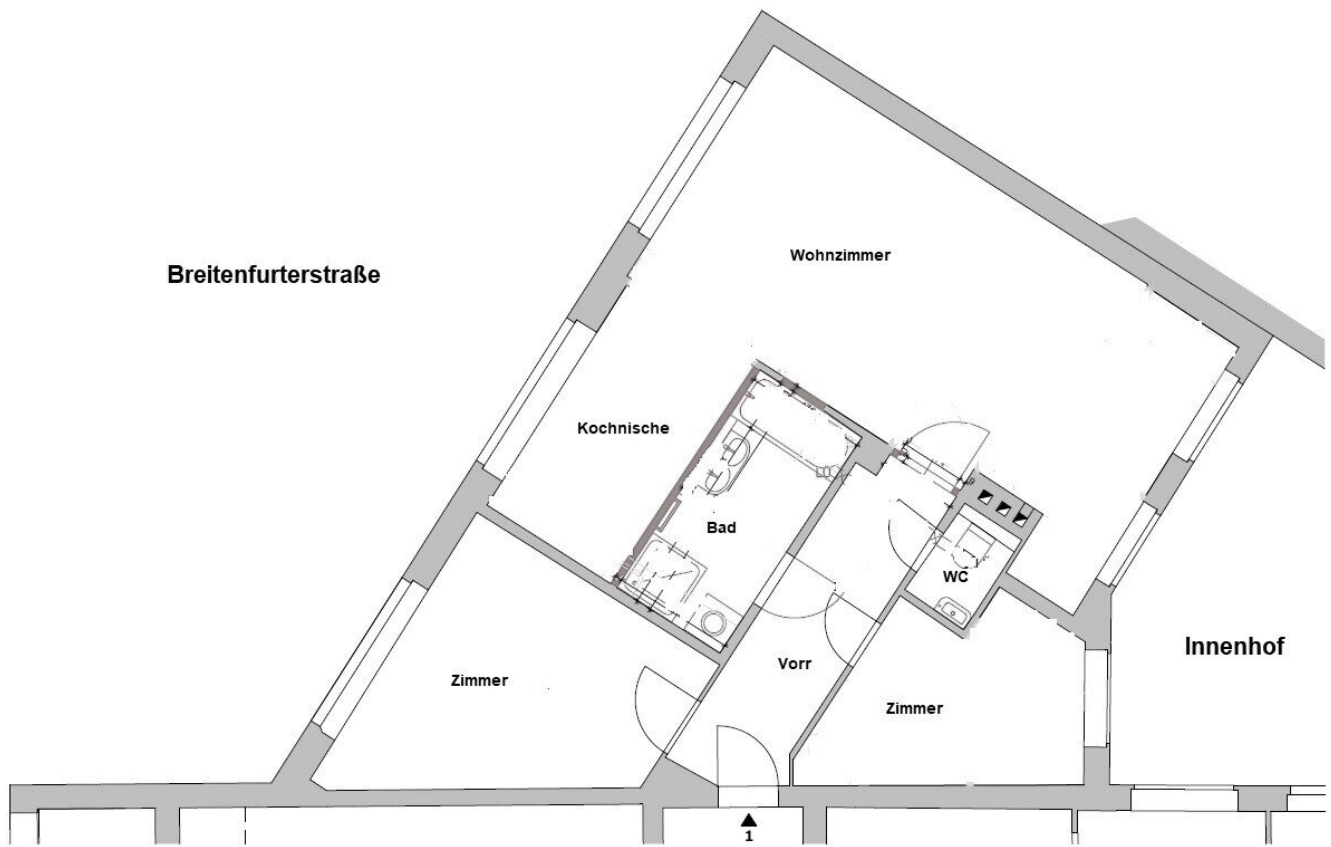 Wohnzimmer
Breitenfurterstraße
Kochnische
Bad
WC
Innenhof
Vorr
Zimmer
Zimmer
1